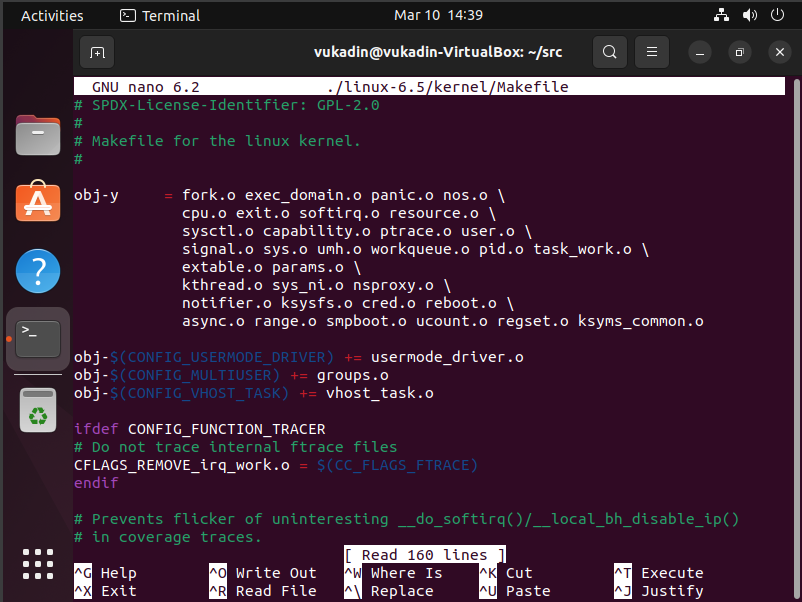 Activities Terminal Mar 10 14:39
vukadin@vukadin-VirtualBox: ~/src
GNU nano 6.2 ./linux-6.5/kernel/Makefile
# SPDX-License-Identifier: GPL-2.0
#
# Makefile for the linux kernel.
#
obj-y = fork.o exec_domain.o panic.o nos.o \
cpu.o exit.o softirq.o resource.o \
sysctl.o capability.o ptrace.o user.o \
signal.o sys.o umh.o workqueue.o pid.o task_work.o \
extable.o params.o \
kthread.o sys_ni.o nsproxy.o \
notifier.o ksysfs.o cred.o reboot.o \
async.o range.o smpboot.o ucount.o regset.o ksyms_common.o
obj-$(CONFIG_USERMODE_DRIVER) += usermode_driver.o
obj-$(CONFIG_MULTIUSER) += groups.o
obj-$(CONFIG_VHOST_TASK) += vhost_task.o
ifdef CONFIG_FUNCTION_TRACER
# Do not trace internal ftrace files
CFLAGS_REMOVE_irq_work.o = $(CC_FLAGS_FTRACE)
endif
# Prevents flicker of uninteresting __do_softirq()/__local_bh_disable_ip()
# in coverage traces.
[ Read 160 lines ]
^G Help ^O Write Out ^W Where Is ^K Cut ^T Execute
^X Exit ^R Read File ^\ Replace ^U Paste ^J Justify